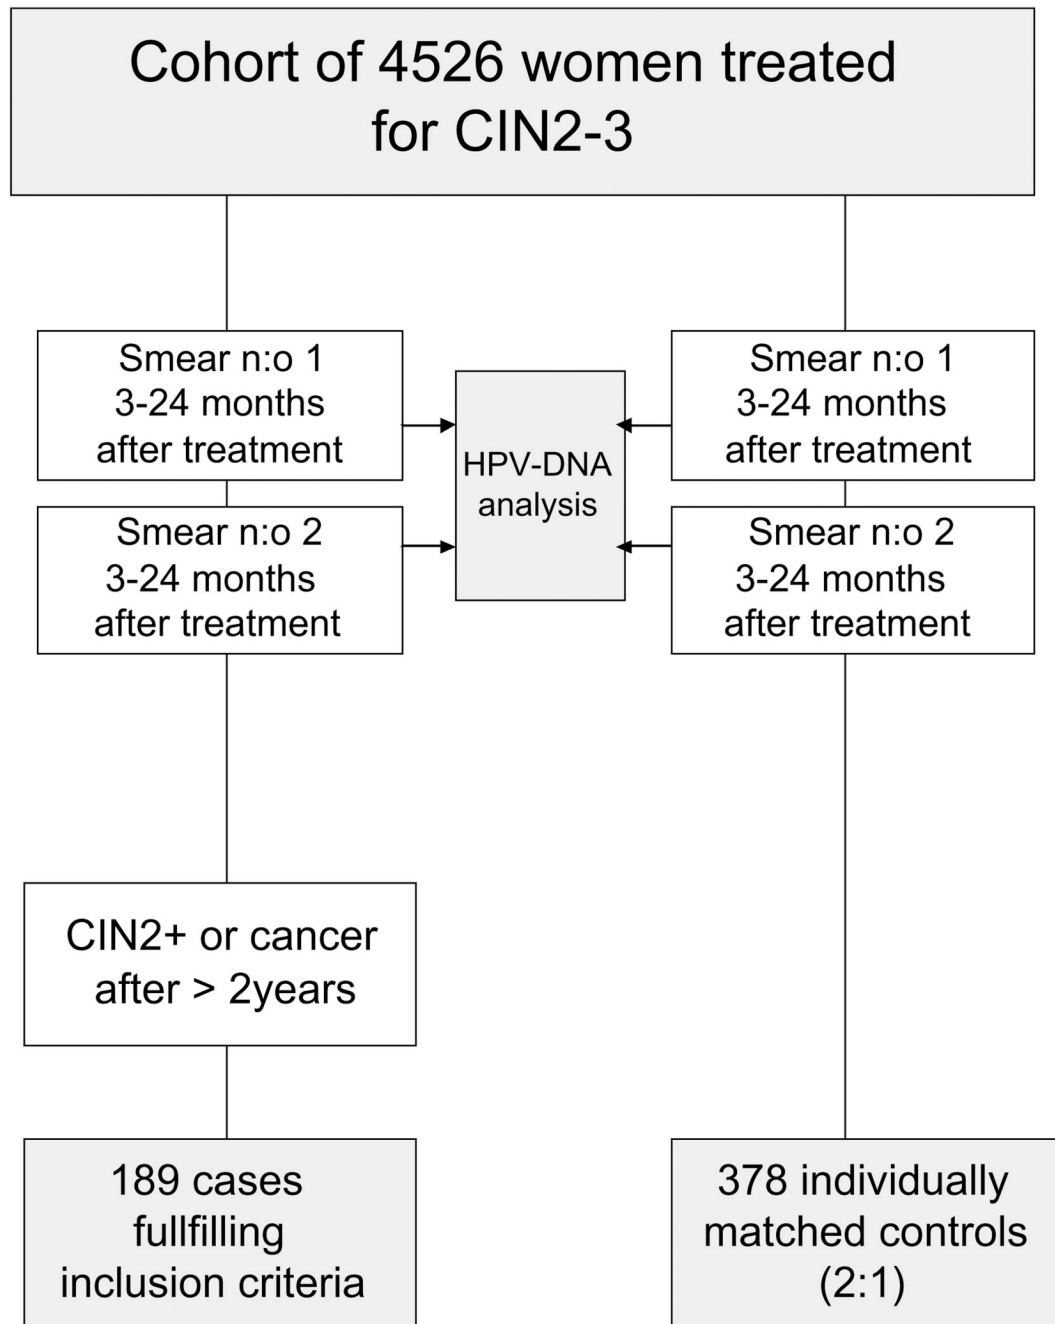 Cohort of 4526 women treated
for CIN2-3
Smear n:o 1
3-24 months
after treatment
Smear n:o 2
3-24 months
after treatment
HPV-DNA
analysis
Smear n:o 1
3-24 months
after treatment
Smear n:o 2
3-24 months
after treatment
CIN2+ or cancer
after > 2years
189 cases
fullfilling
inclusion criteria
378 individually
matched controls
(2:1)